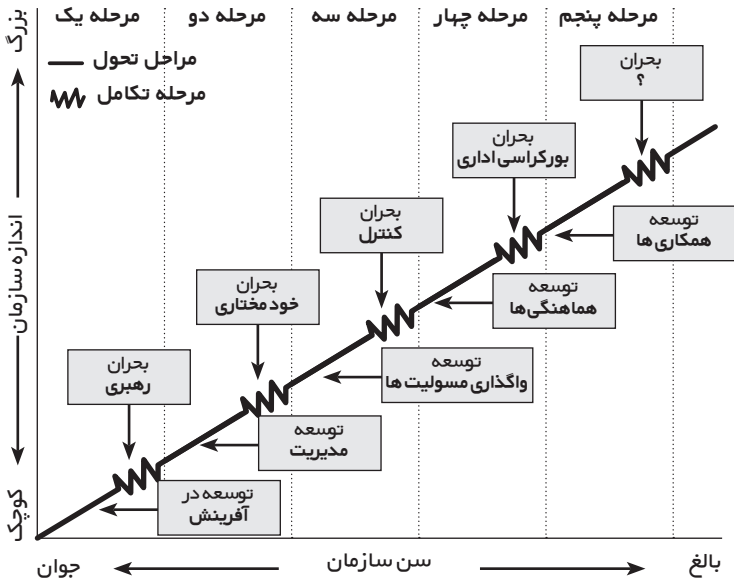 مرحله یک
مرحله دو
مرحله سه
مرحله چهار
مرحله پنجم
مراحل تحول
مرحله تکامل
بزرگ
اندازه سازمان
کوچک
بحران
؟
بحران
بورکراسی اداری
بحران
کنترل
بحران
خود مختاری
بحران
رهبری
توسعه
همکاری ها
توسعه
هماهنگی‌ها
توسعه
واگذاری مسولیت ها
توسعه
مدیریت
توسعه در
آفرینش
جوان
سن سازمان
بالغ